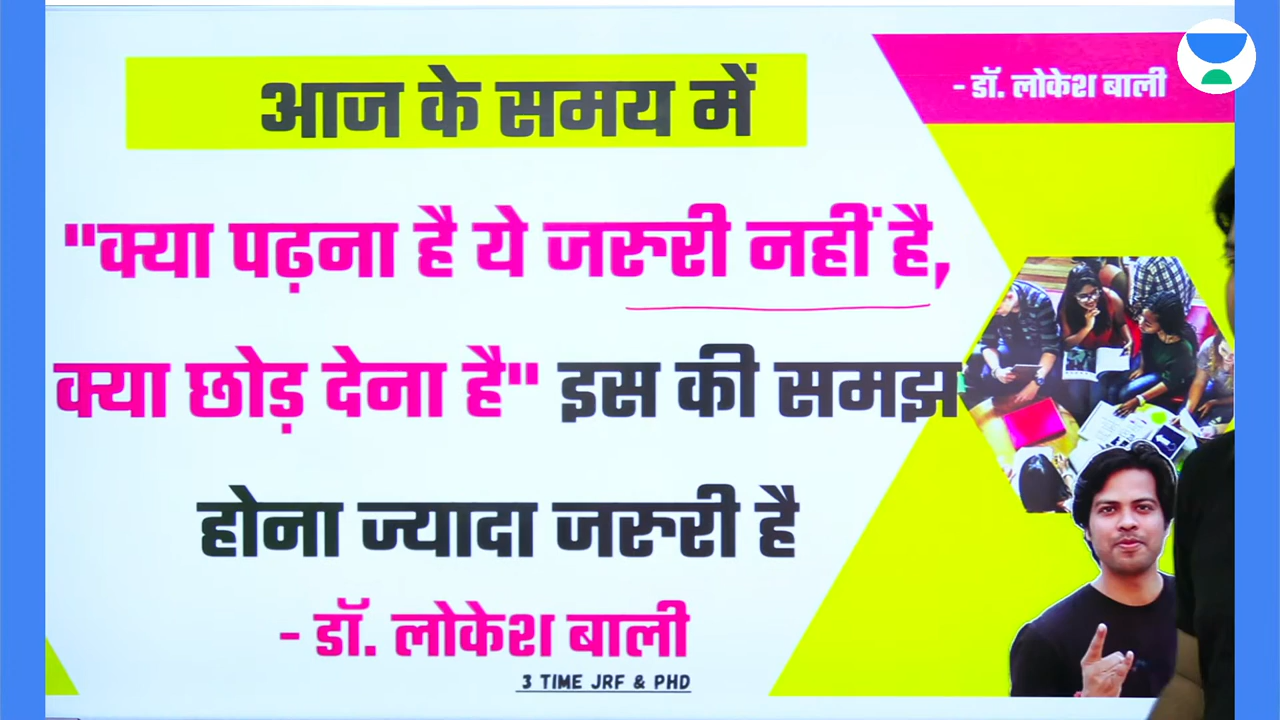 आज के समय में
- डॉ. लोकेश बाली
"क्या पढ़ना है ये जरुरी नहीं है,
क्या छोड़ देना है" इस की समझ
होना ज्यादा जरुरी है
- डॉ. लोकेश बाली
3 TIME JRF & PHD